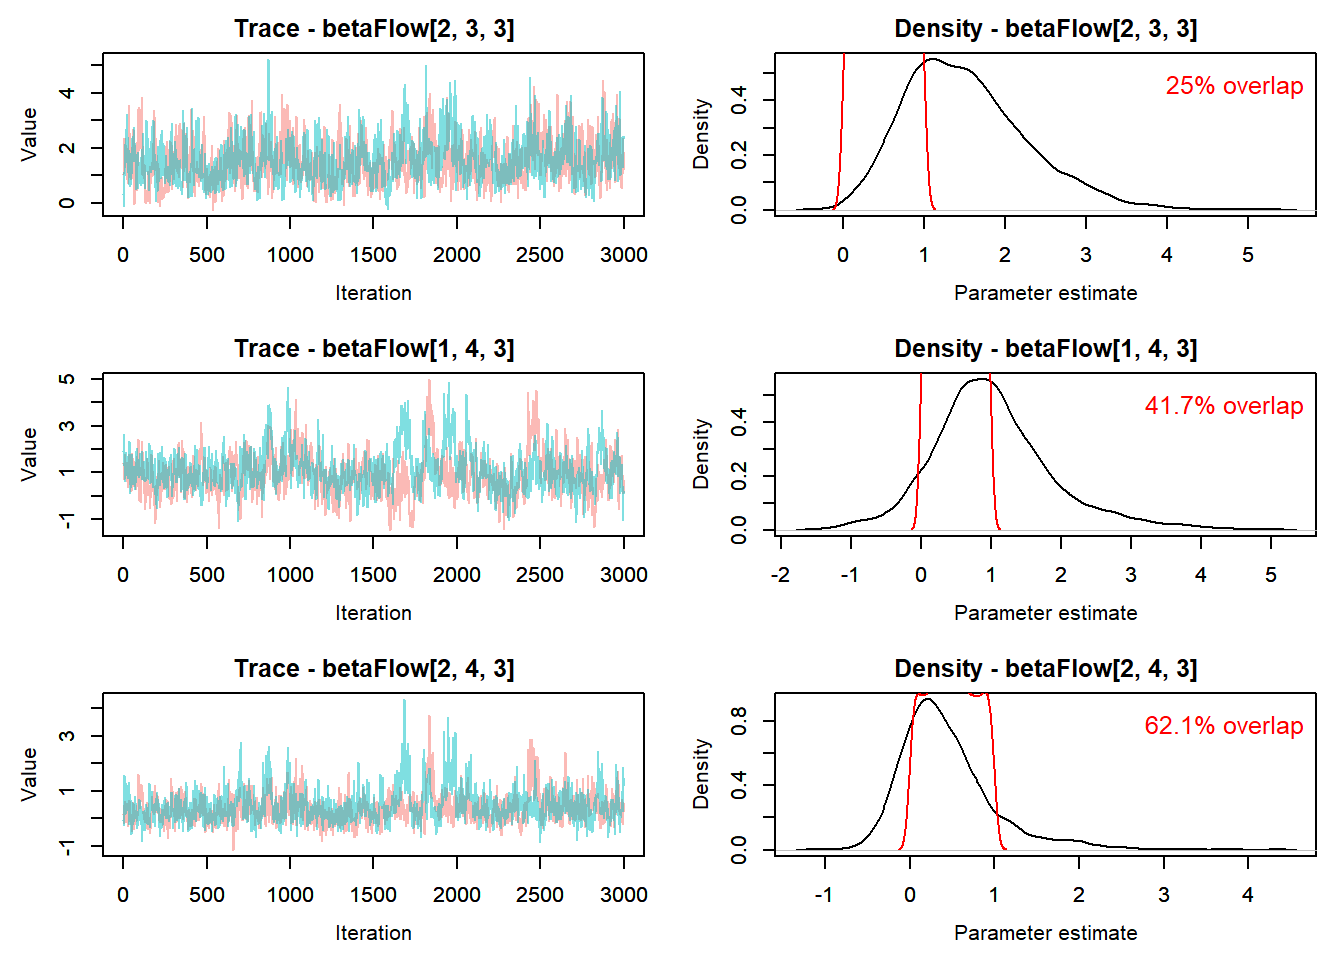 Trace - betaFlow[2, 3, 3]
Value
0 2 4
0 500 1000 1500 2000 2500 3000
Iteration
Density - betaFlow[2, 3, 3]
25% overlap
Density
0.0 0.2 0.4
0 1 2 3 4 5
Parameter estimate
Trace - betaFlow[1, 4, 3]
Value
-1 1 3 5
0 500 1000 1500 2000 2500 3000
Iteration
Density - betaFlow[1, 4, 3]
41.7% overlap
Density
0.0 0.2 0.4
-2 -1 0 1 2 3 4 5
Parameter estimate
Trace - betaFlow[2, 4, 3]
Value
-1 1 3
0 500 1000 1500 2000 2500 3000
Iteration
Density - betaFlow[2, 4, 3]
62.1% overlap
Density
0.0 0.4 0.8
-1 0 1 2 3 4
Parameter estimate